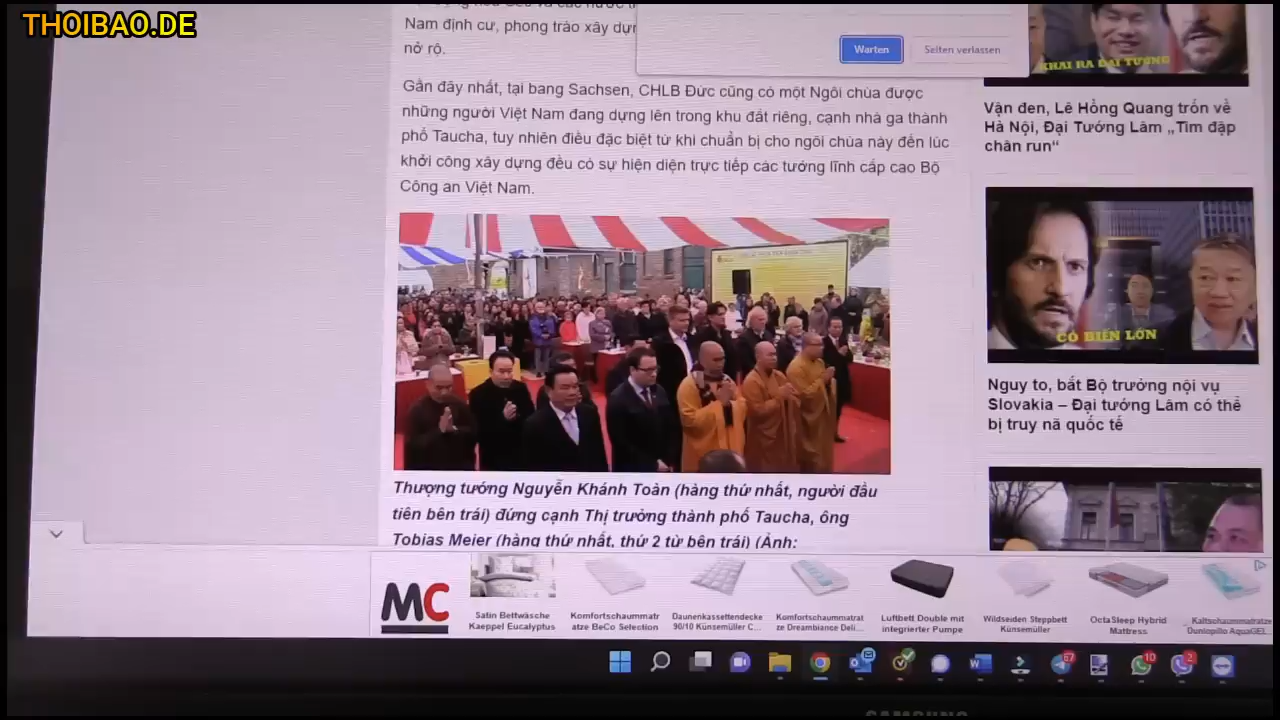 THOIBAO.DE
Nam định cư, phong trào xây dựn
nở rộ.
Warten
Seiten verlassen
Gần đây nhất, tại bang Sachsen, CHLB Đức cũng có một Ngôi chùa được
những người Việt Nam đang dựng lên trong khu đất riêng, cạnh nhà ga thành
phố Taucha, tuy nhiên điều đặc biệt từ khi chuẩn bị cho ngôi chùa này đến lúc
khởi công xây dựng đều có sự hiện diện trực tiếp các tướng lĩnh cấp cao Bộ
Công an Việt Nam.
Thượng tướng Nguyễn Khánh Toàn (hàng thứ nhất, người đầu
tiên bên trái) đứng cạnh Thị trưởng thành phố Taucha, ông
Tobias Meier (hàng thứ nhất, thứ 2 từ bên trái) (Ảnh:
KHAI RA ĐẠI TƯỚNG
Vận đen, Lê Hồng Quang trốn về
Hà Nội, Đại Tướng Lâm „Tim đập
chân run“
CÓ BIẾN LỚN
Nguy to, bắt Bộ trưởng nội vụ
Slovakia – Đại tướng Lâm có thể
bị truy nã quốc tế
MC
Satin Bettwäsche
Kaeppel Eucalyptus
Komfortschaummatr
atze BeCo Selection
Daunenkassettendecke
90/10 Künsemüller C...
Komfortschaummatrat
ze Dreambiance Deli...
Luftbett Double mit
integrierter Pumpe
Wildseiden Steppbett
Künsemüller
OctaSleep Hybrid
Mattress
Kaltschaummatratze
Dunlopillo AquaGEL
67
10
2
SAMSUNG